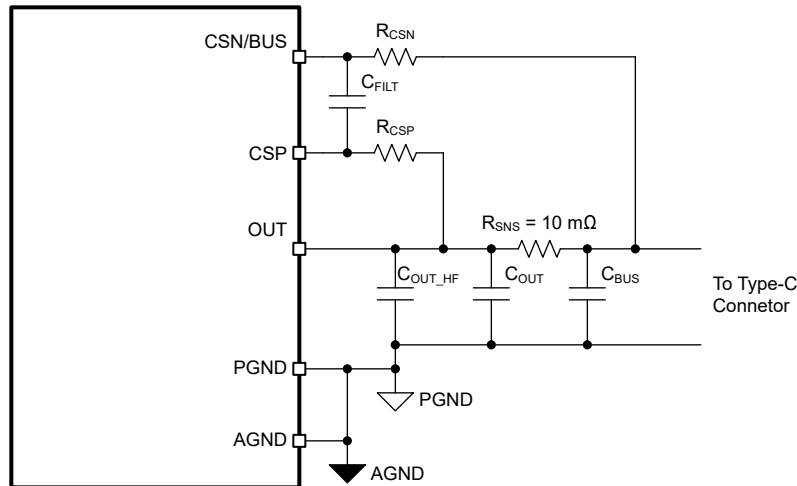 CSN/BUS
R_CSN
C_FILT
R_CSP
CSP
OUT
R_SNS = 10 mΩ
C_OUT_HF
C_OUT
C_BUS
To Type-C
Connetor
PGND
PGND
AGND
AGND